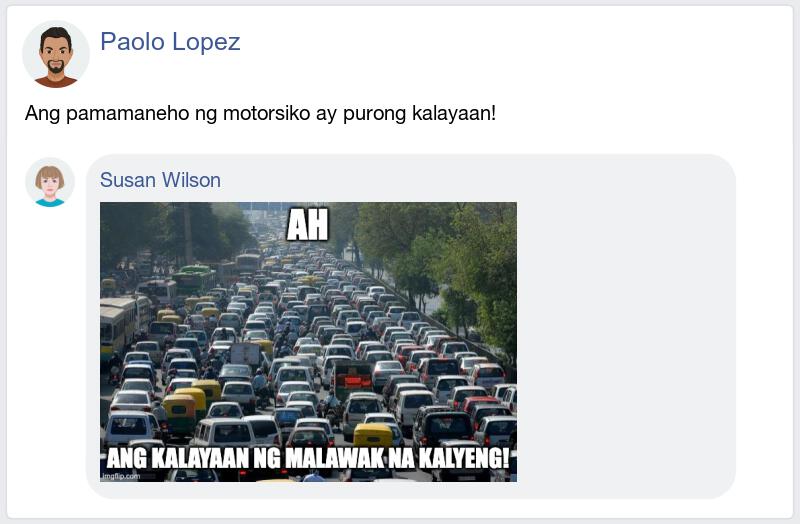 Paolo Lopez
Ang pamamaneho ng motorsiko ay purong kalayaan!
Susan Wilson
AH
ANG KALAYAAN NG MALAWAK NA KALYENG!
imgflip.com